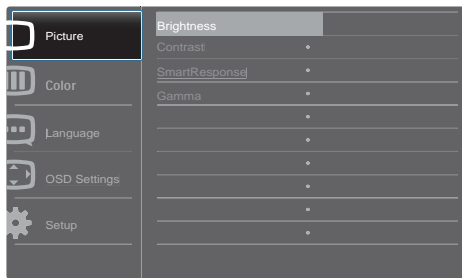 Picture
Color
Language
OSD Settings
Setup
Brightness
Contrast
SmartResponse
Gamma